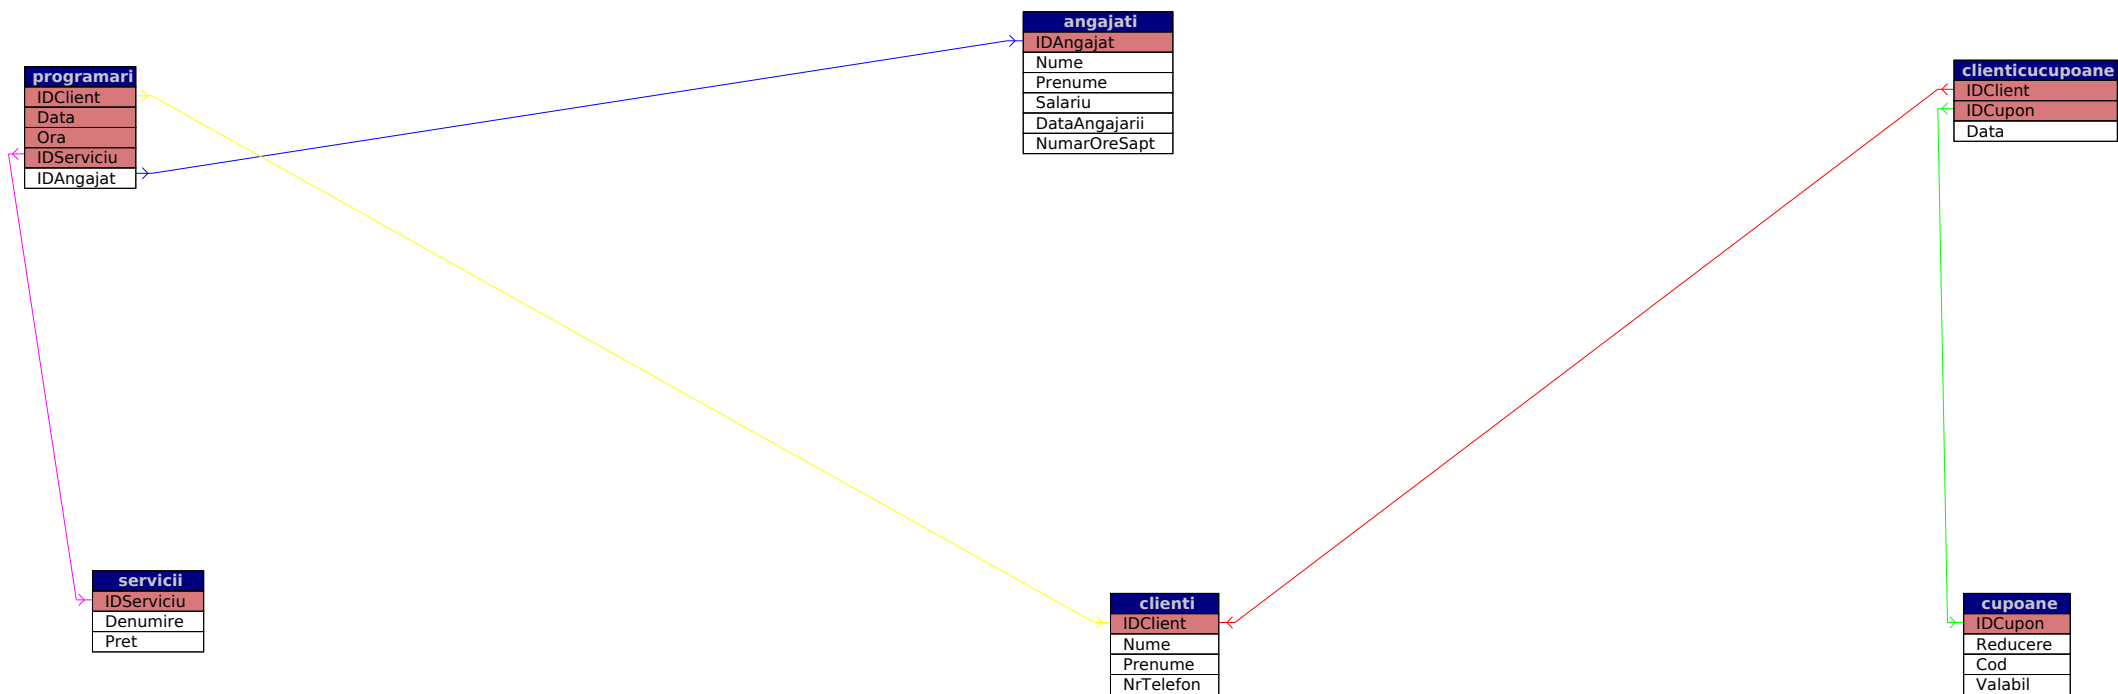 angajati
IDAngajat
Nume
Prenume
Salariu
DataAngajarii
NumarOreSapt
programari
IDClient
Data
Ora
IDServiciu
IDAngajat
clienticucupoane
IDClient
IDCupon
Data
servicii
IDServiciu
Denumire
Pret
clienti
IDClient
Nume
Prenume
NrTelefon
cupoane
IDCupon
Reducere
Cod
Valabil